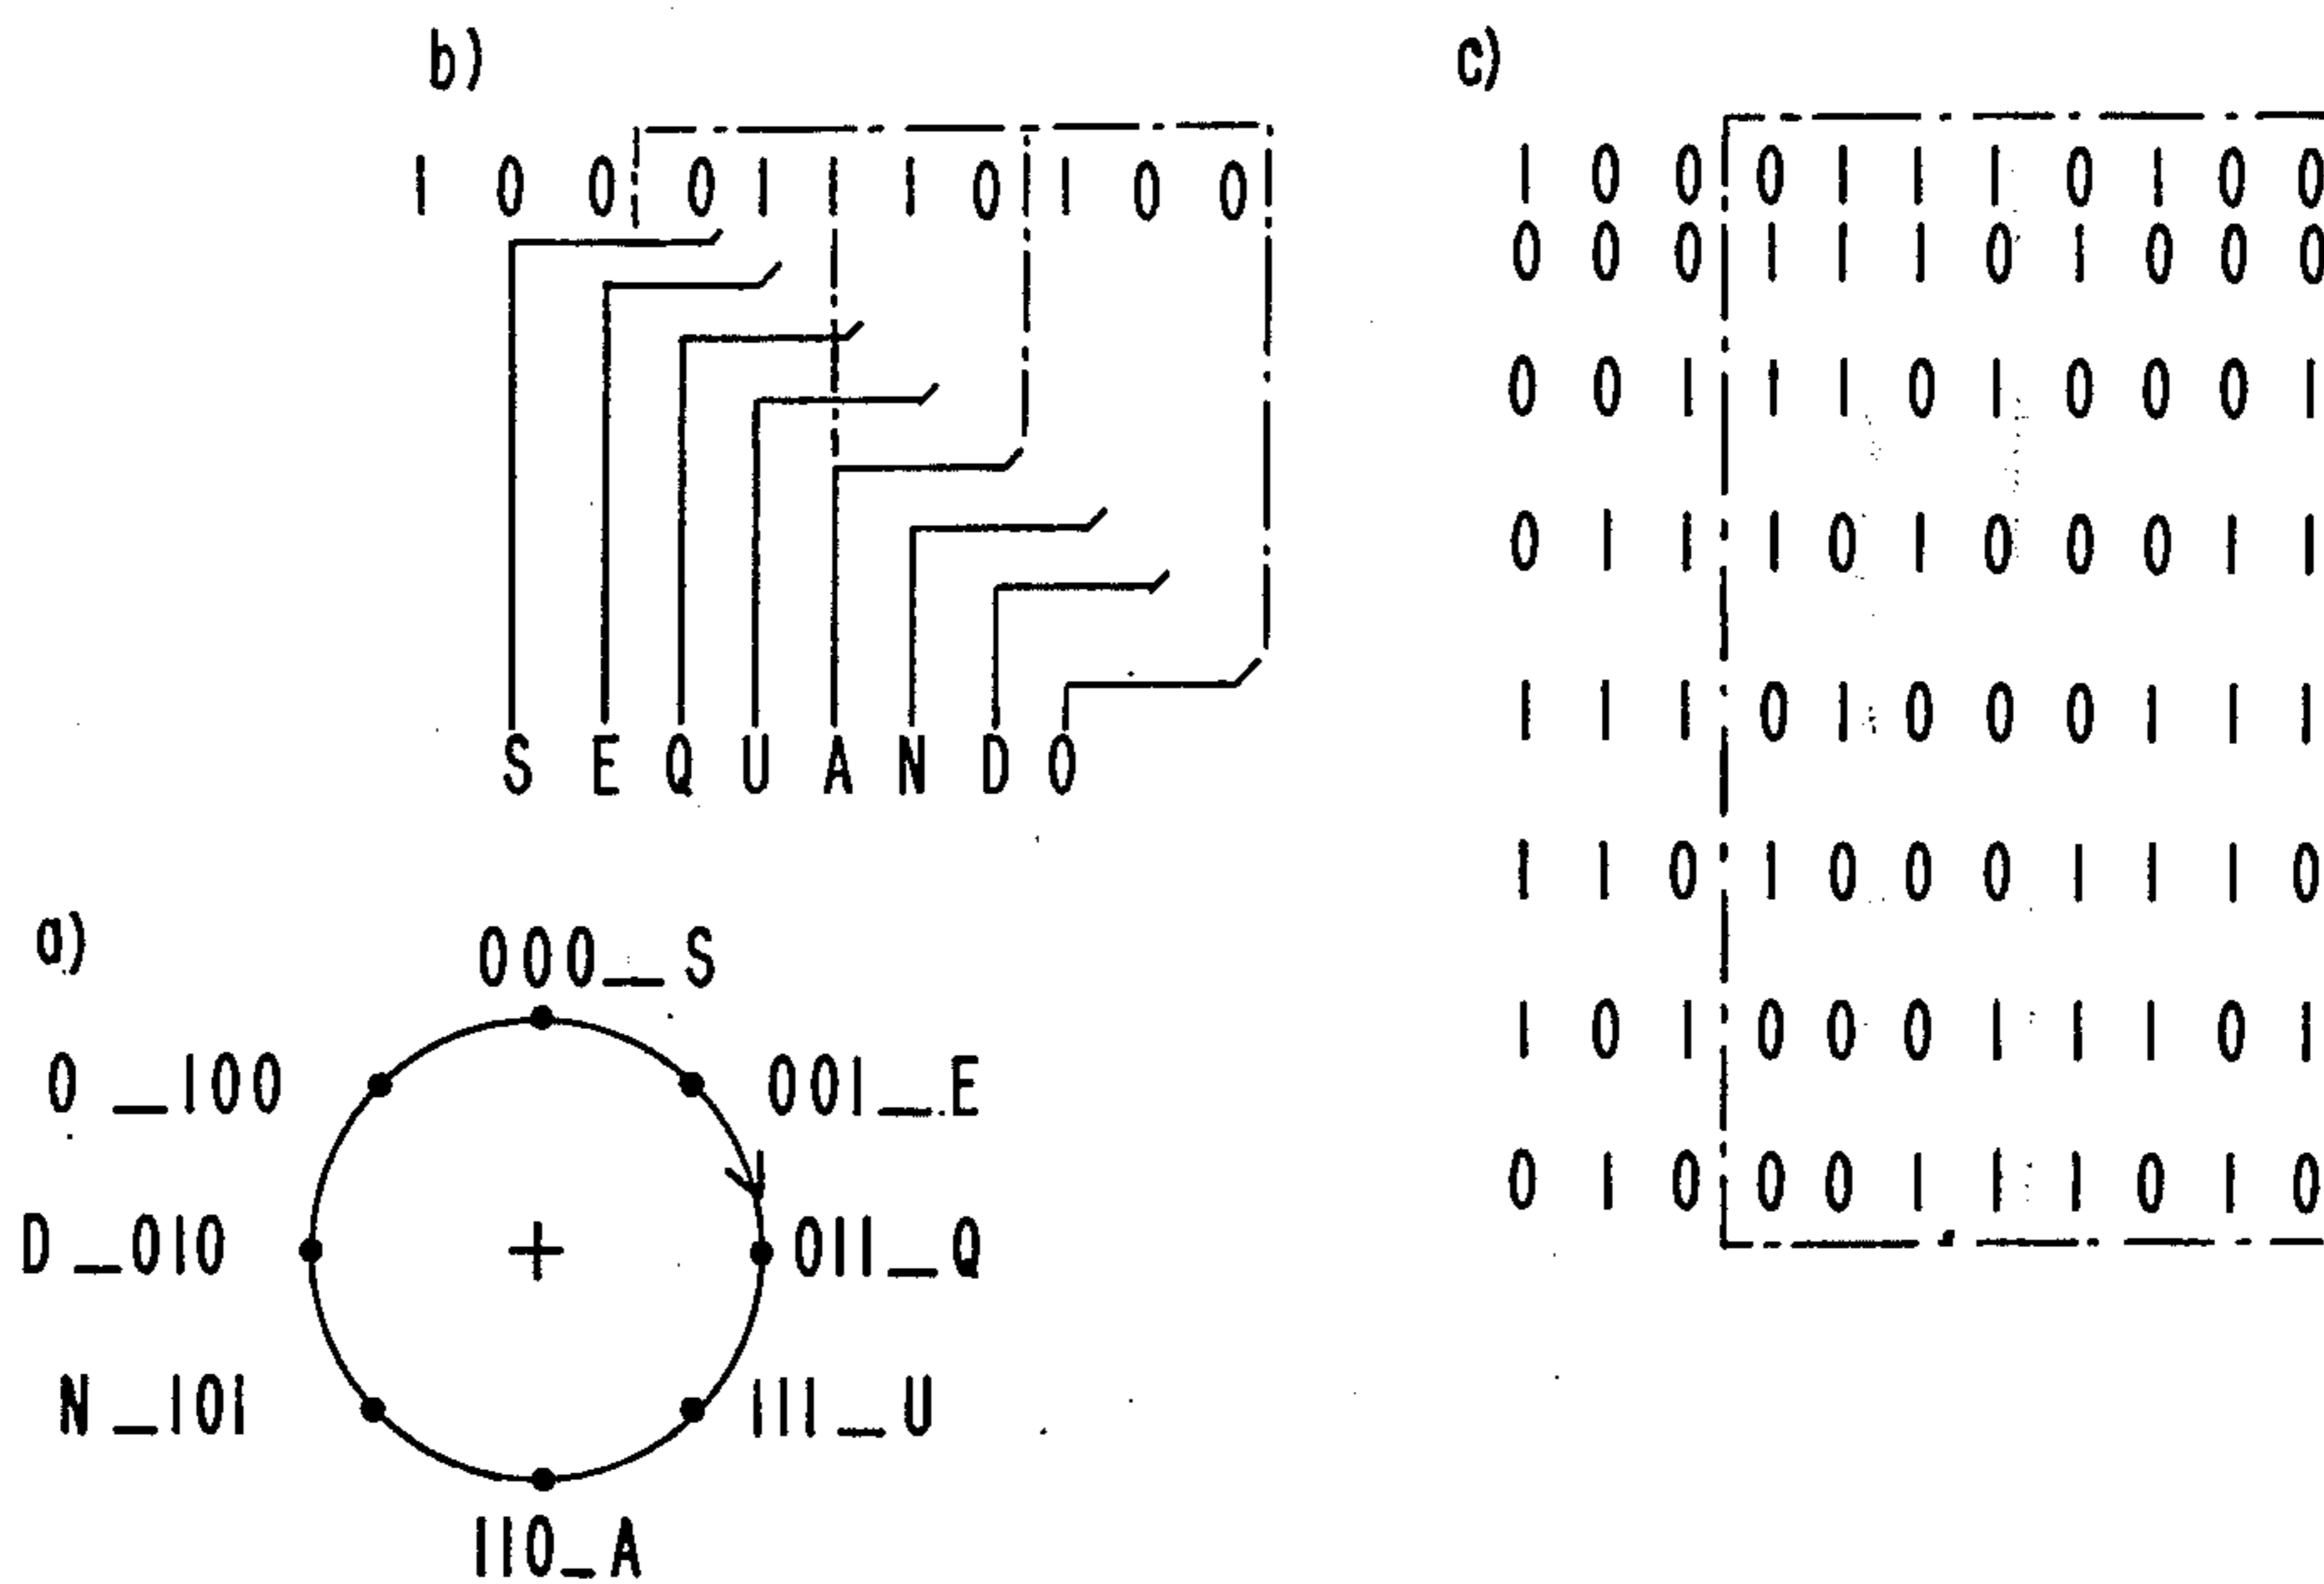 b)
1 0 0 0 1 1 1 0 1 0 0
S E Q U A N D O
c)
1 0 0 0 1 1 1 0 1 0 0
0 0 0 1 1 1 0 1 0 0 0
0 0 1 1 1 0 1 0 0 0 1
0 1 1 1 0 1 0 0 0 1 1
1 1 1 0 1 0 0 0 1 1 1
1 1 0 1 0 0 0 1 1 1 0
1 0 1 0 0 0 1 1 1 0 1
0 1 0 0 0 1 1 1 0 1 0
a)
000_S
0_100
001_E
D_010
011_Q
N_101
111_U
110_A